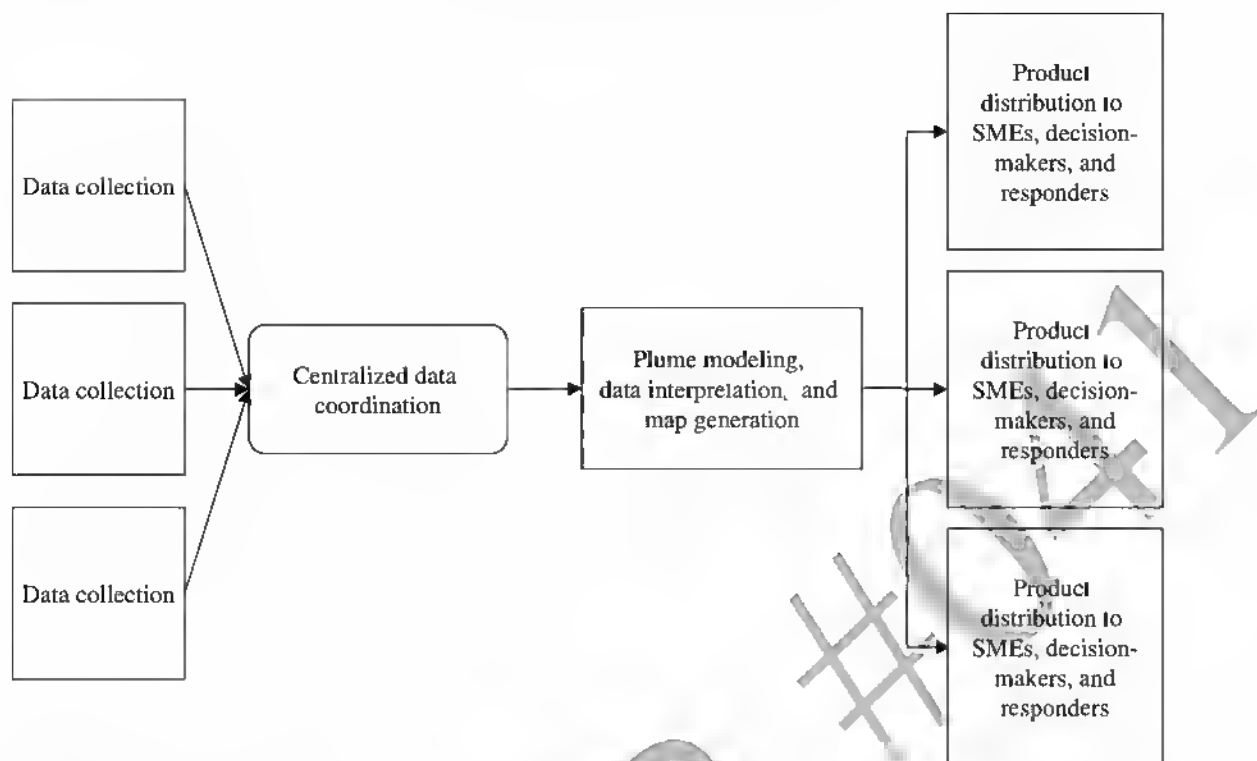 Data collection
Data collection
Data collection
Centralized data
coordination
Plume modeling,
data interpretation, and
map generation
Product
distribution to
SMEs, decision-
makers, and
responders
Product
distribution to
SMEs, decision-
makers, and
responders
Product
distribution to
SMEs, decision-
makers, and
responders